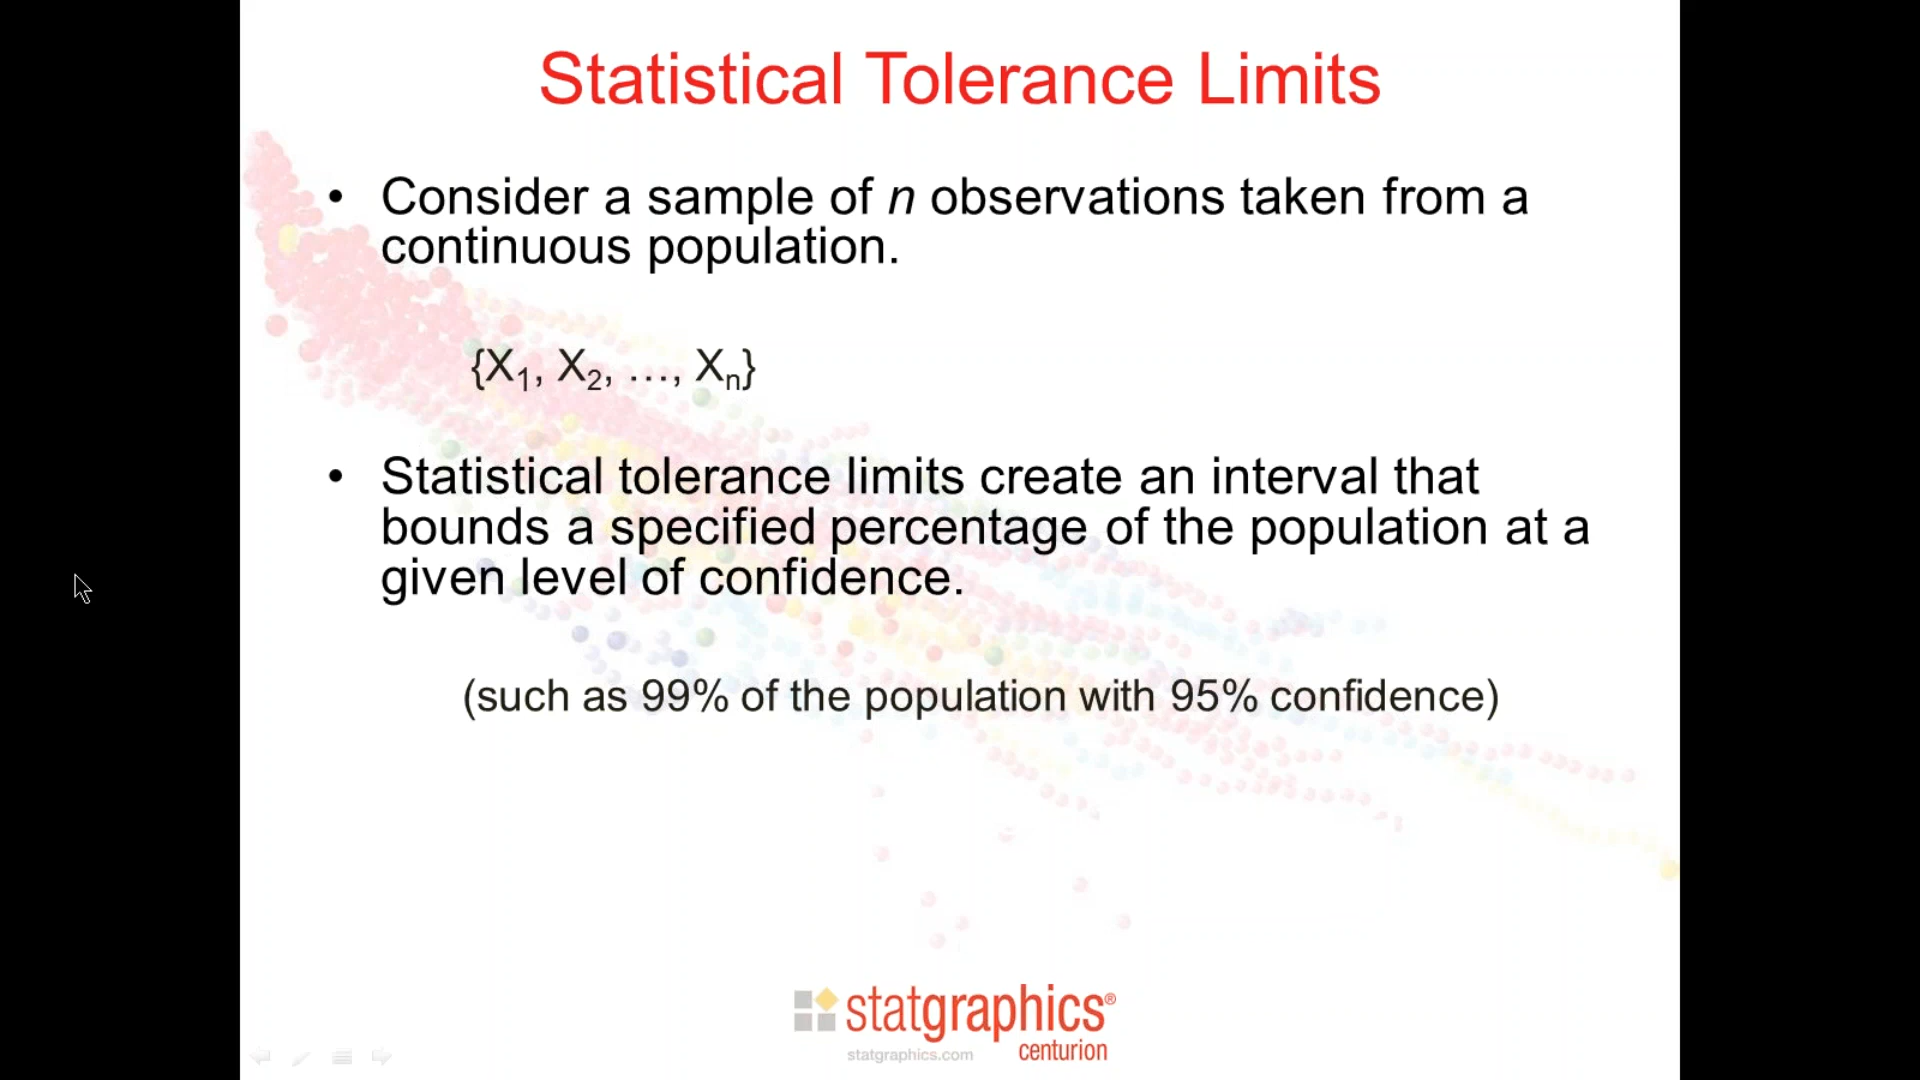 Statistical Tolerance Limits
• Consider a sample of n observations taken from a
continuous population.
{X1, X2, …, Xn}
• Statistical tolerance limits create an interval that
bounds a specified percentage of the population at a
given level of confidence.
(such as 99% of the population with 95% confidence)
statgraphics®
statgraphics.com centurion